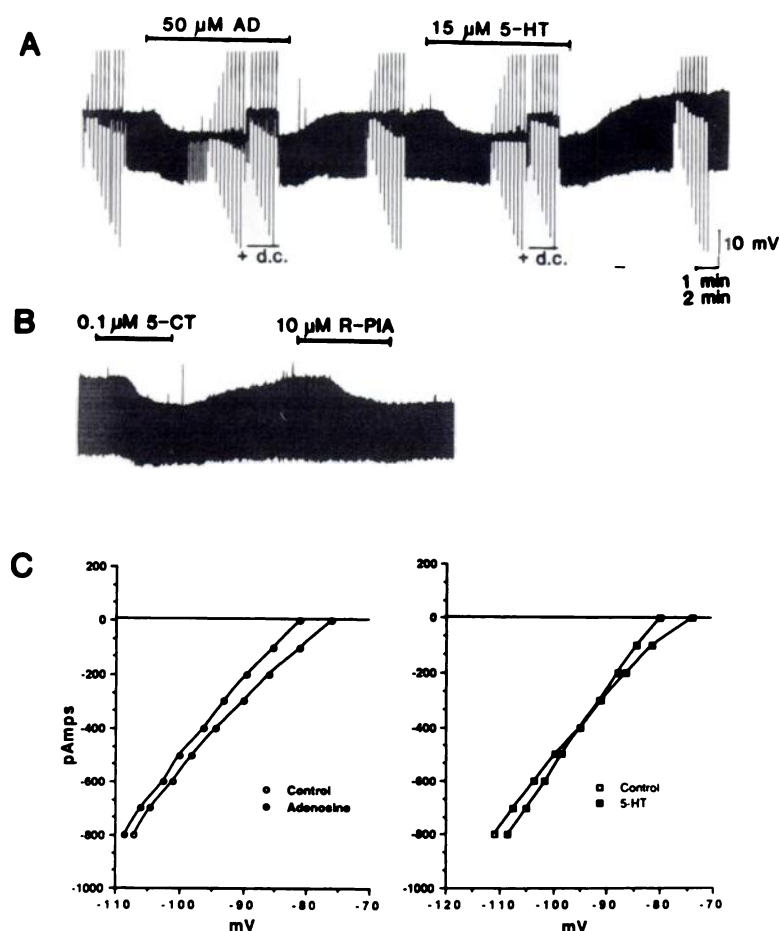 A
50 µM AD
15 µM 5-HT
+ d.c.
+ d.c.
10 mV
1 min
2 min
B
0.1 µM 5-CT
10 µM R-PIA
C
200
0
-200
-400
-600
-800
-1000
pAmps
-110 -100 -90 -80 -70
mV
Control
Adenosine
200
0
-200
-400
-600
-800
-1000
-120 -110 -100 -90 -80 -70
mV
Control
5-HT